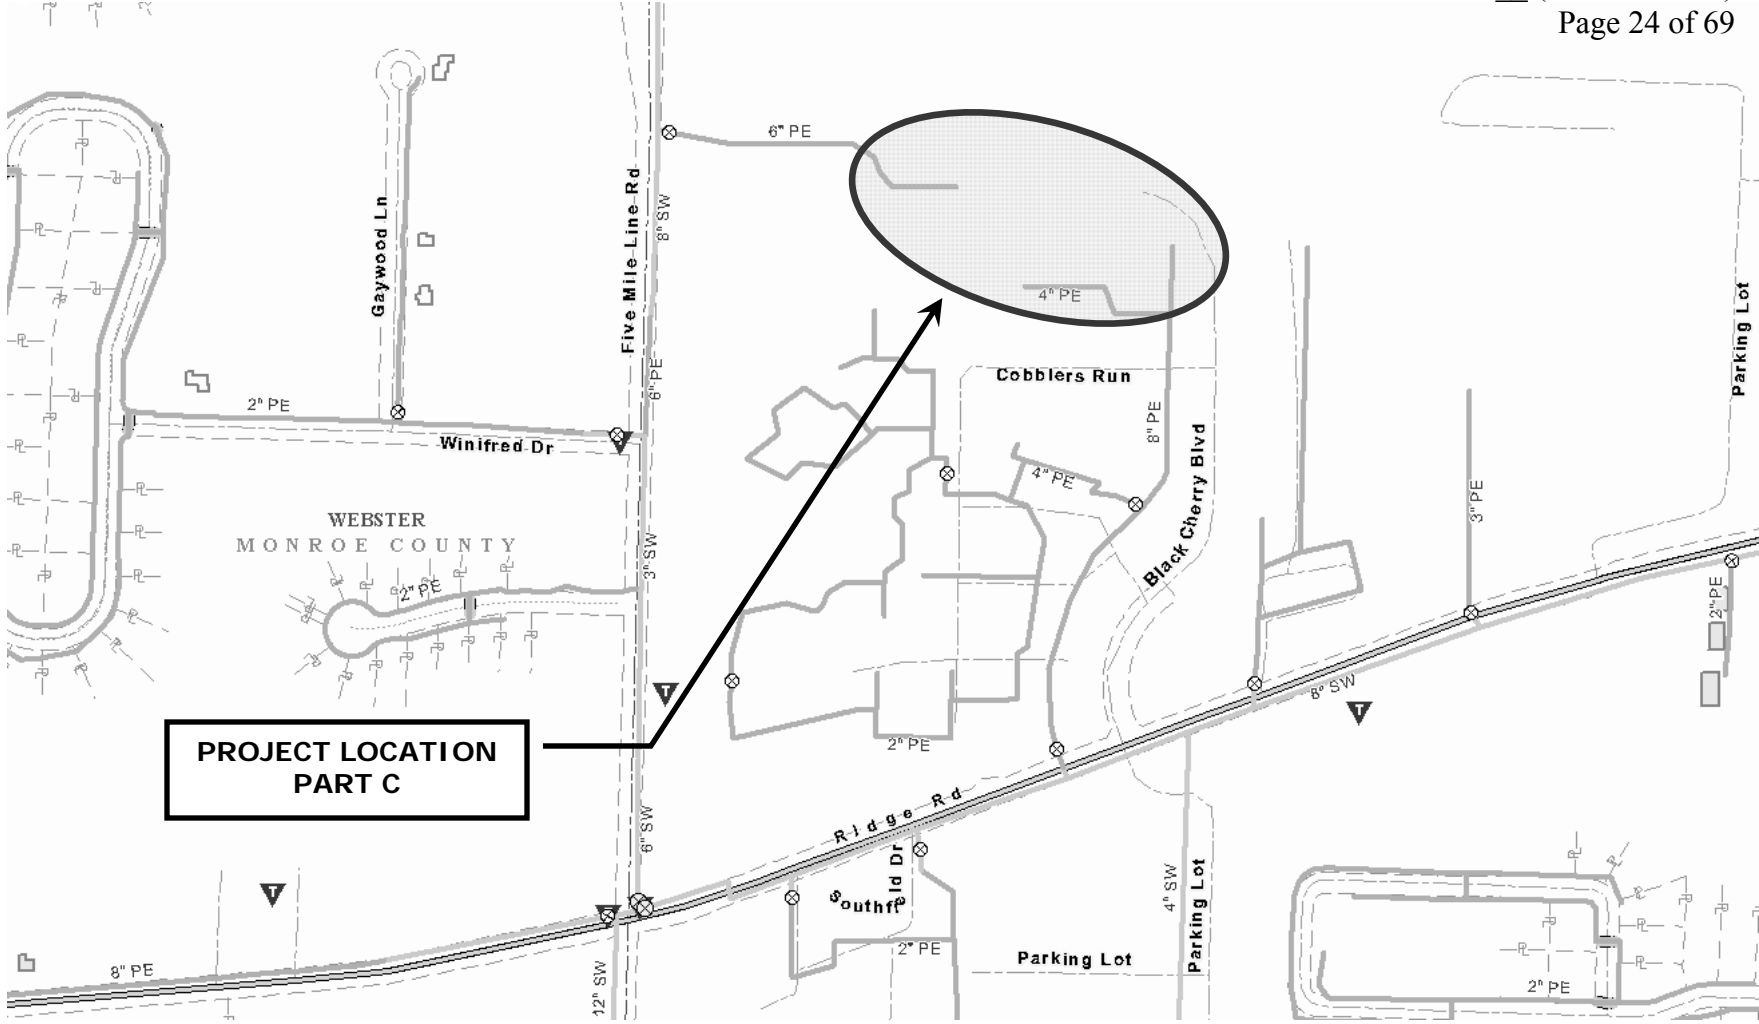 Page 24 of 69
6" PE
Gaywood Ln
Five Mile Line Rd
8" SW
4" PE
Parking Lot
Cobblers Run
6" PE
2" PE
8" PE
Winifred Dr
Black Cherry Blvd
4" PE
3" PE
WEBSTER
MONROE COUNTY
3" SW
2" PE
2" PE
8" SW
T
T
PROJECT LOCATION
PART C
2" PE
Ridge Rd
Southfield Dr
4" SW
Parking Lot
T
2" PE
Parking Lot
8" PE
12" SW
2" PE